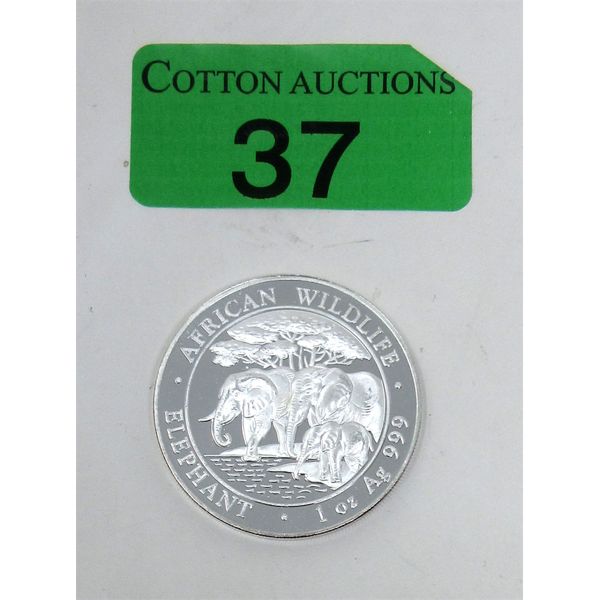 COTTON AUCTIONS
37
AFRICAN WILDLIFE
ELEPHANT
1 oz Ag 999